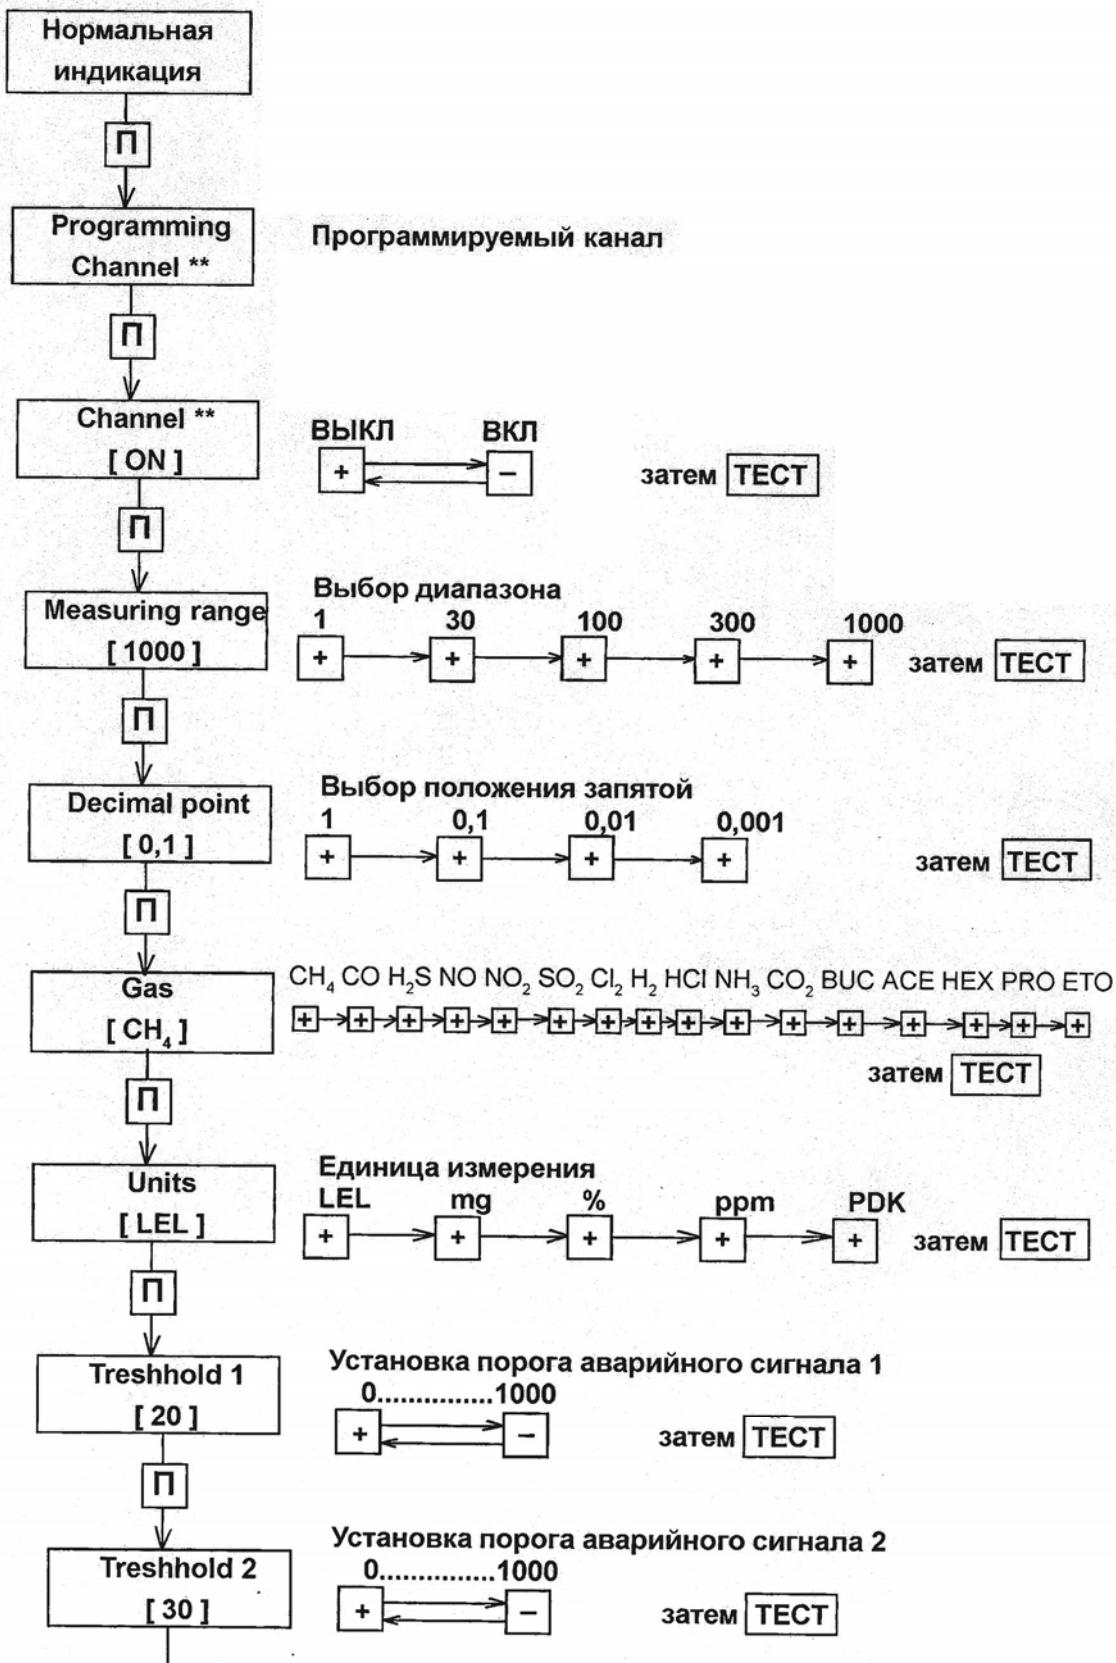 Нормальная
индикация
П
Programming
Channel **
Программируемый канал
П
Channel **
[ ON ]
ВЫКЛ ВКЛ
+ −
затем ТЕСТ
П
Measuring range
[ 1000 ]
Выбор диапазона
1 30 100 300 1000
+ + + + +
затем ТЕСТ
П
Decimal point
[ 0,1 ]
Выбор положения запятой
1 0,1 0,01 0,001
+ + + +
затем ТЕСТ
П
Gas
[ CH₄ ]
CH₄ CO H₂S NO NO₂ SO₂ Cl₂ H₂ HCl NH₃ CO₂ BUC ACE HEX PRO ETO
+ + + + + + + + + + + + + + + +
затем ТЕСТ
П
Units
[ LEL ]
Единица измерения
LEL mg % ppm PDK
+ + + + +
затем ТЕСТ
П
Treshhold 1
[ 20 ]
Установка порога аварийного сигнала 1
0...............1000
+ −
затем ТЕСТ
П
Treshhold 2
[ 30 ]
Установка порога аварийного сигнала 2
0...............1000
+ −
затем ТЕСТ